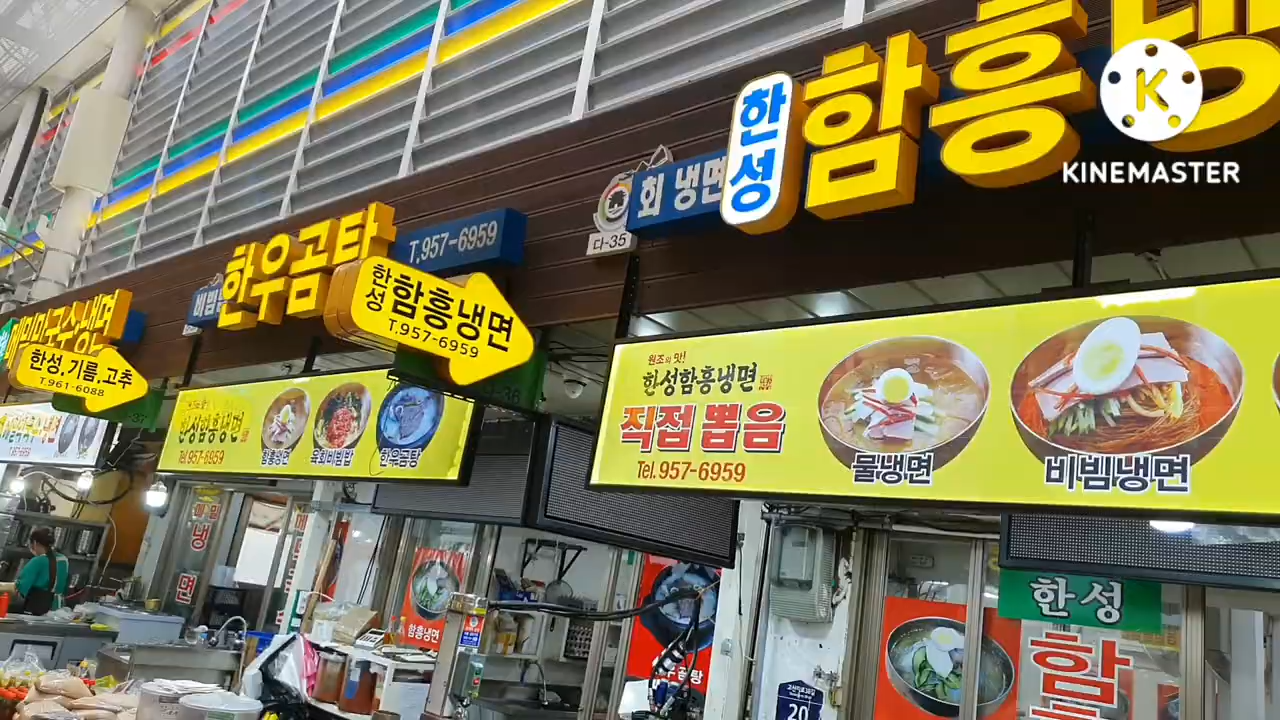 한성
함흥냉
회 냉면
다-35
K
KINEMASTER
한우곰탕
T.957-6959
비빔
한성
함흥냉면
T.957-6959
한성.기름.고추
T.961-6088
원조의 맛!
한성함흥냉면
직접 뽑음
Tel.957-6959
물냉면
비빔냉면
한성함흥냉면
Tel.957-6959
함흥냉면
육회비빔밥
한우곰탕
함흥냉면
한성
함
20